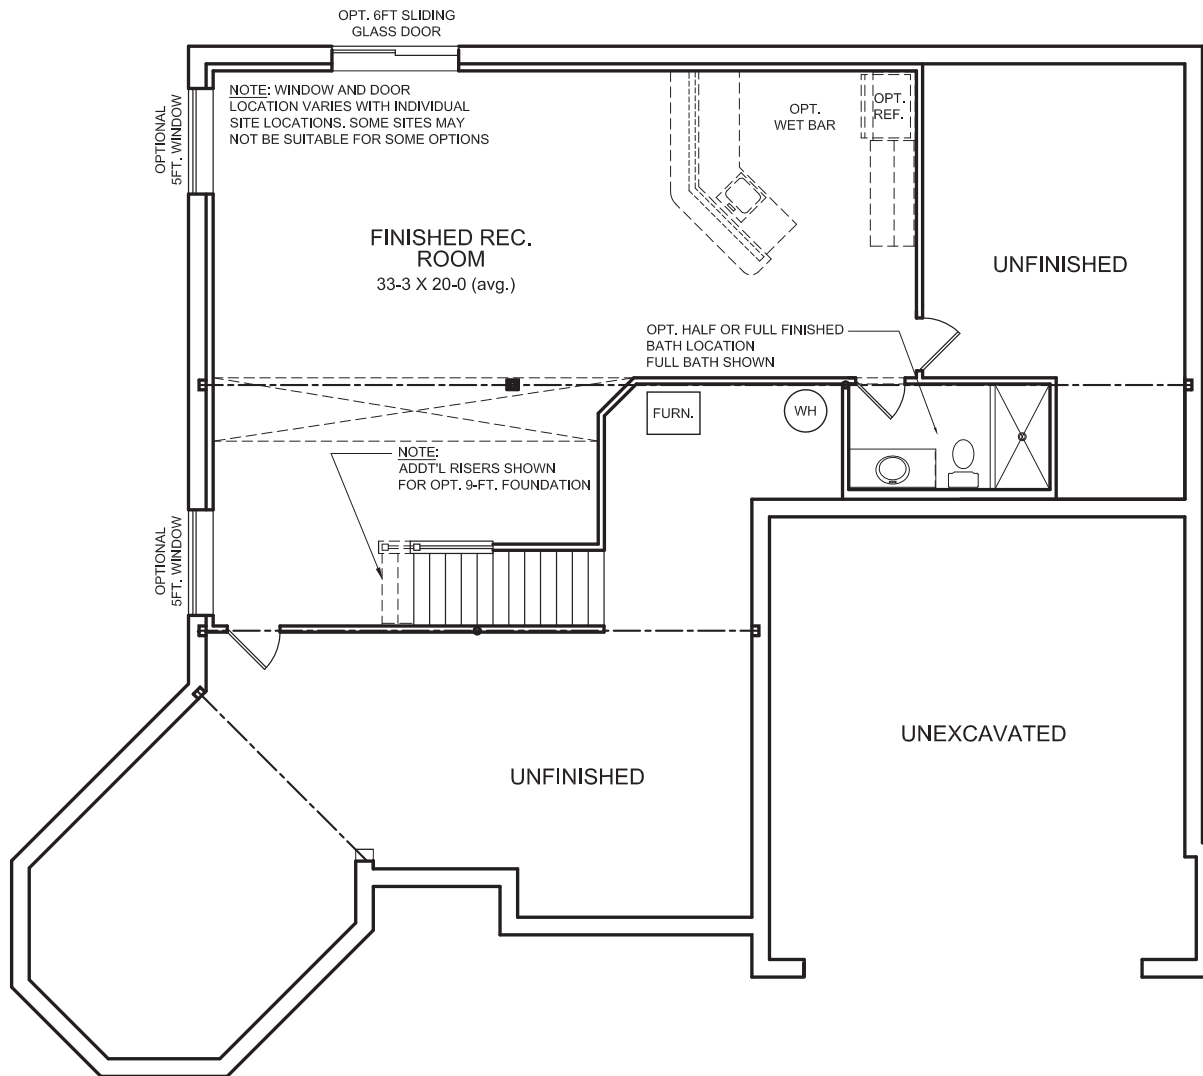 OPT. 6FT SLIDING
GLASS DOOR
NOTE: WINDOW AND DOOR
LOCATION VARIES WITH INDIVIDUAL
SITE LOCATIONS. SOME SITES MAY
NOT BE SUITABLE FOR SOME OPTIONS
OPTIONAL
5FT. WINDOW
OPT.
WET BAR
OPT.
REF.
FINISHED REC.
ROOM
33-3 X 20-0 (avg.)
UNFINISHED
OPT. HALF OR FULL FINISHED
BATH LOCATION
FULL BATH SHOWN
FURN.
WH
NOTE:
ADDT'L RISERS SHOWN
FOR OPT. 9-FT. FOUNDATION
OPTIONAL
5FT. WINDOW
UNEXCAVATED
UNFINISHED